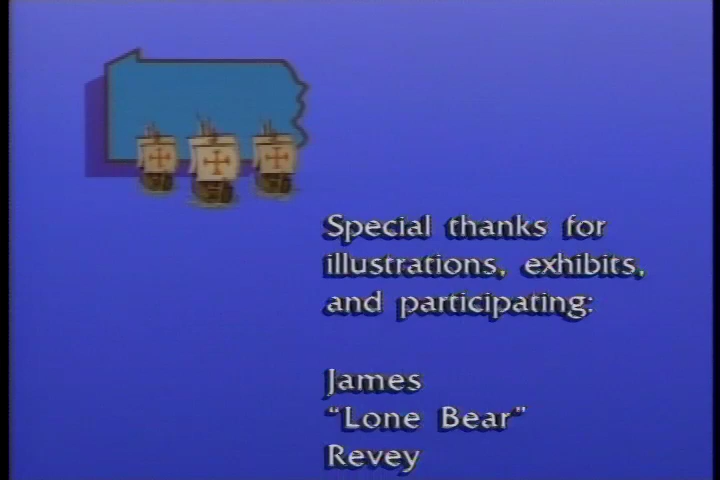 Special thanks for
illustrations, exhibits,
and participating:
James
“Lone Bear”
Revey